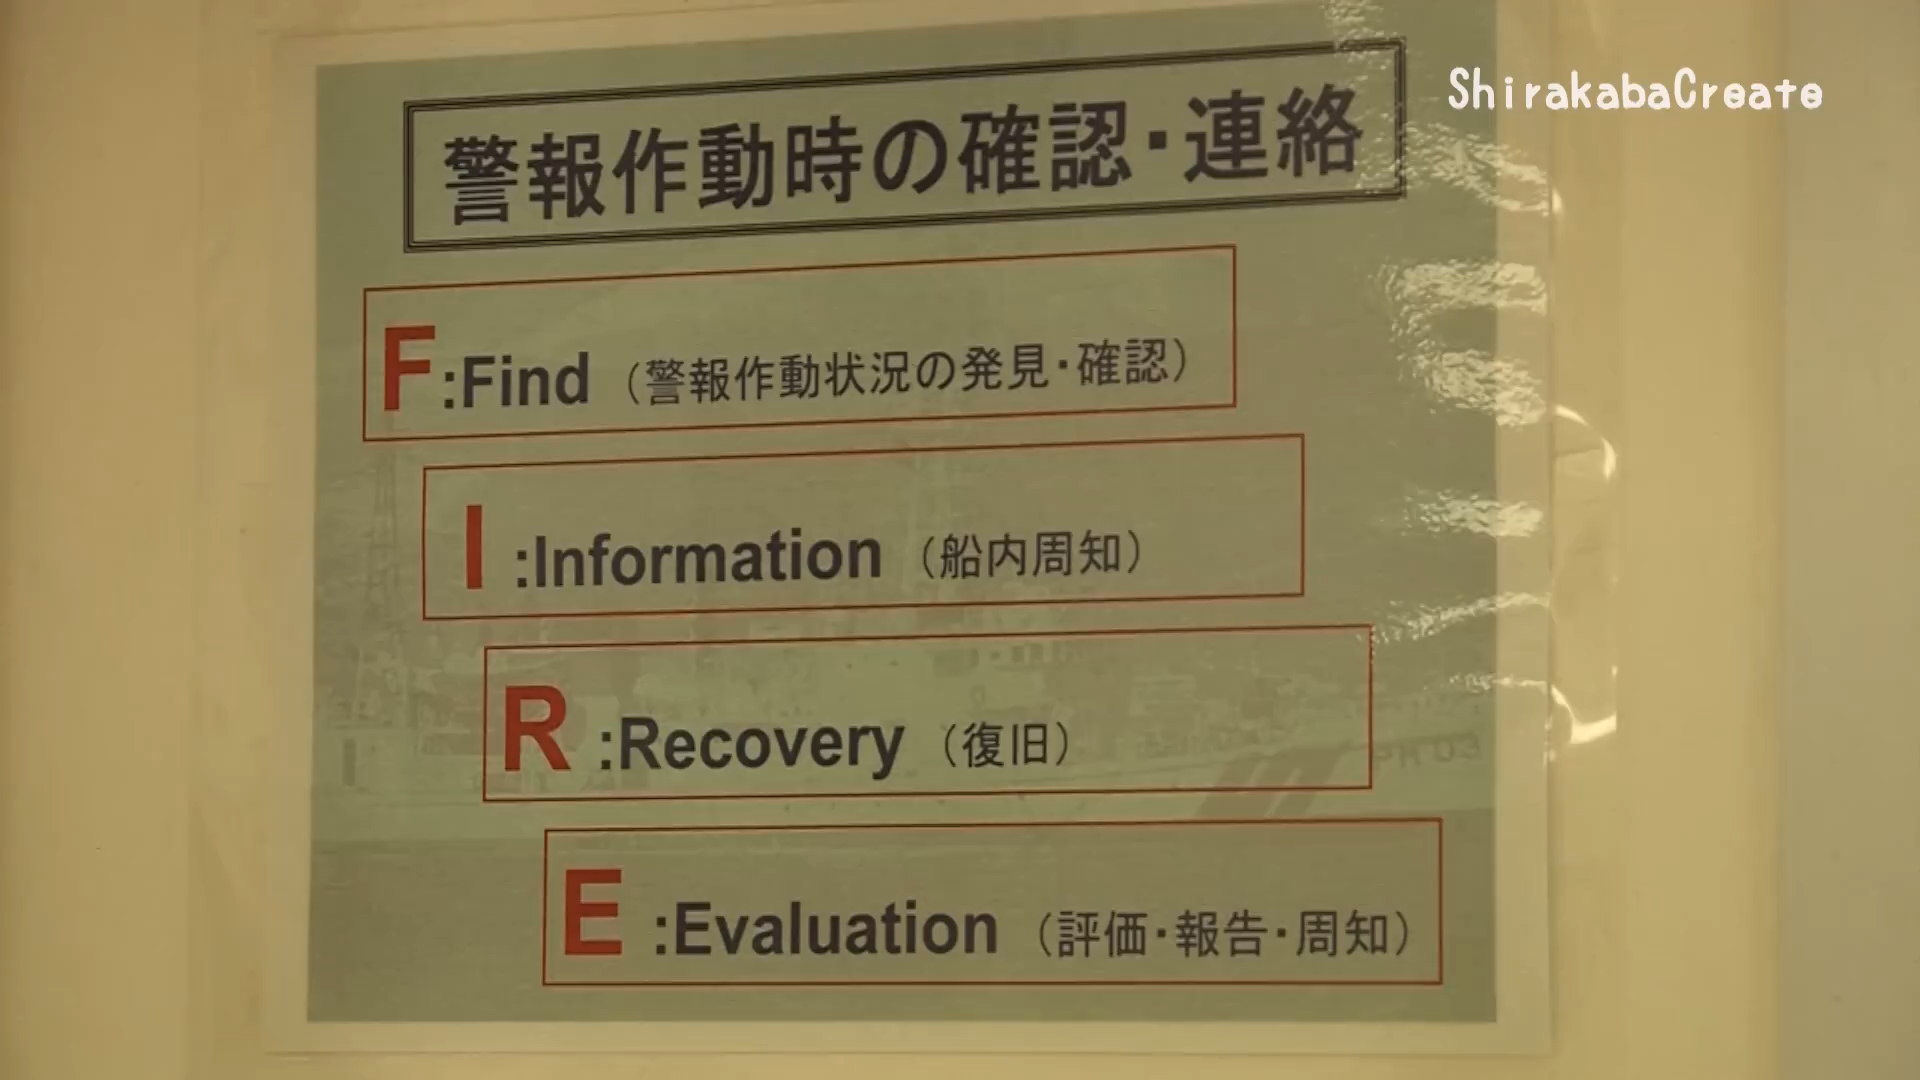 ShirakabaCreate
警報作動時の確認・連絡
F:Find（警報作動状況の発見・確認）
I:Information（船内周知）
R:Recovery（復旧）
E:Evaluation（評価・報告・周知）